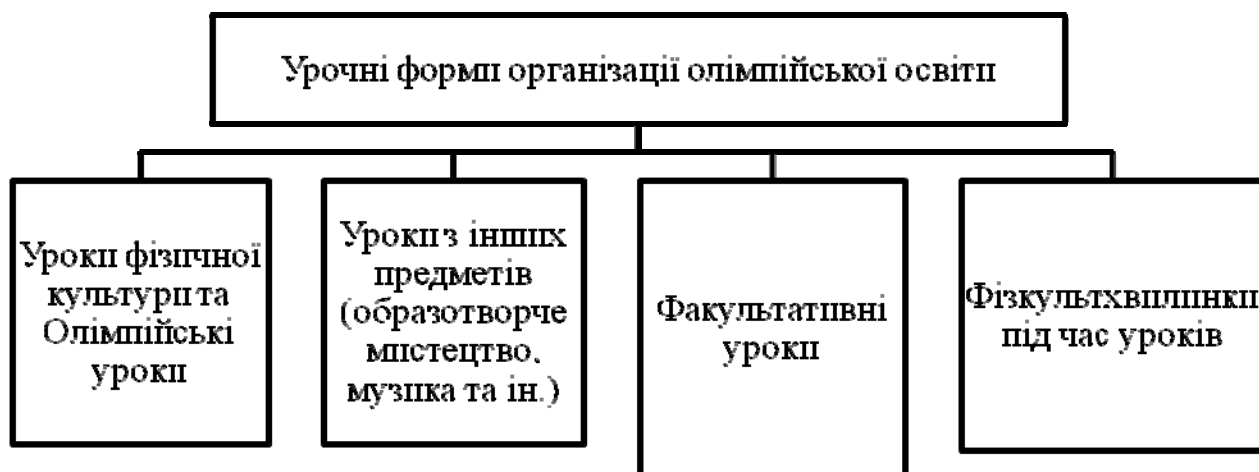 Урочні форми організації олімпійської освіти
Уроки фізичної
культури та
Олімпійські
уроки
Уроки з інших
предметів
(образотворче
мистецтво,
музика та ін.)
Факультативні
уроки
Фізкультхвилинки
під час уроків